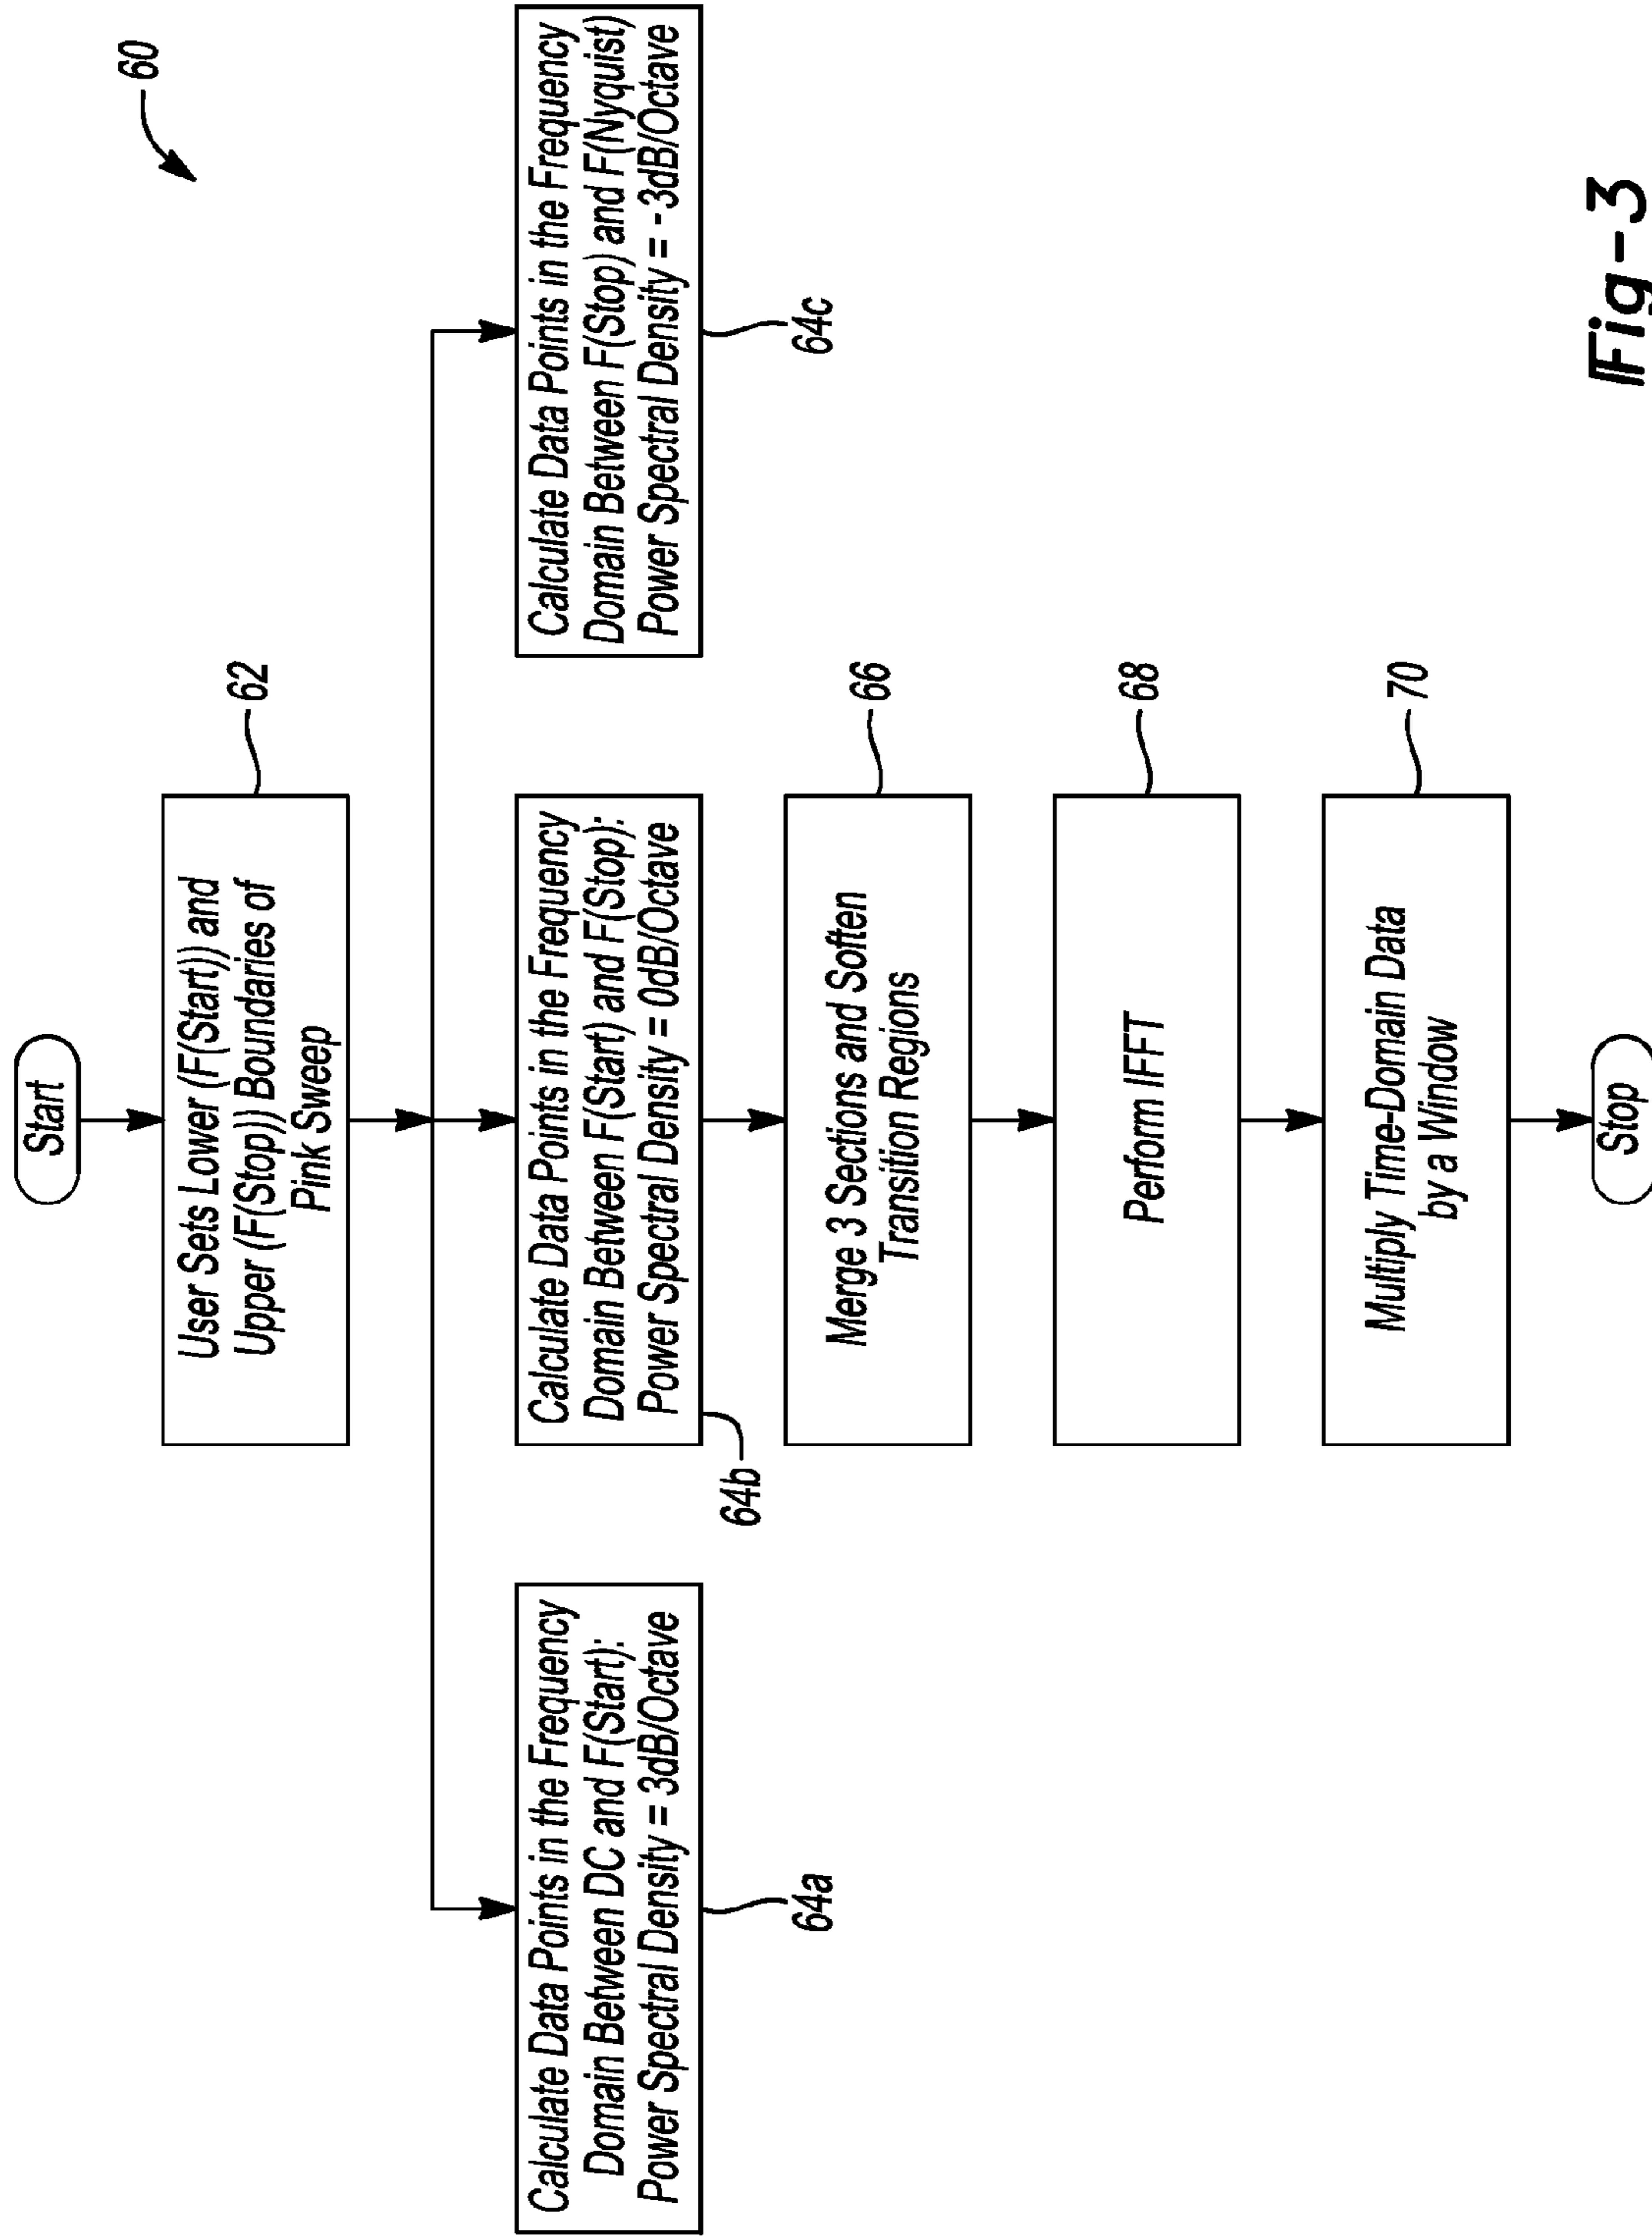 60
Start
User Sets Lower (F(Start)) and
Upper (F(Stop)) Boundaries of
Pink Sweep
62
Calculate Data Points in the Frequency
Domain Between DC and F(Start):
Power Spectral Density = 3dB/Octave
64a
Calculate Data Points in the Frequency
Domain Between F(Start) and F(Stop):
Power Spectral Density = 0dB/Octave
64b
Calculate Data Points in the Frequency
Domain Between F(Stop) and F(Nyquist)
Power Spectral Density = -3dB/Octave
64c
Merge 3 Sections and Soften
Transition Regions
66
Perform IFFT
68
Multiply Time-Domain Data
by a Window
70
Stop
Fig-3